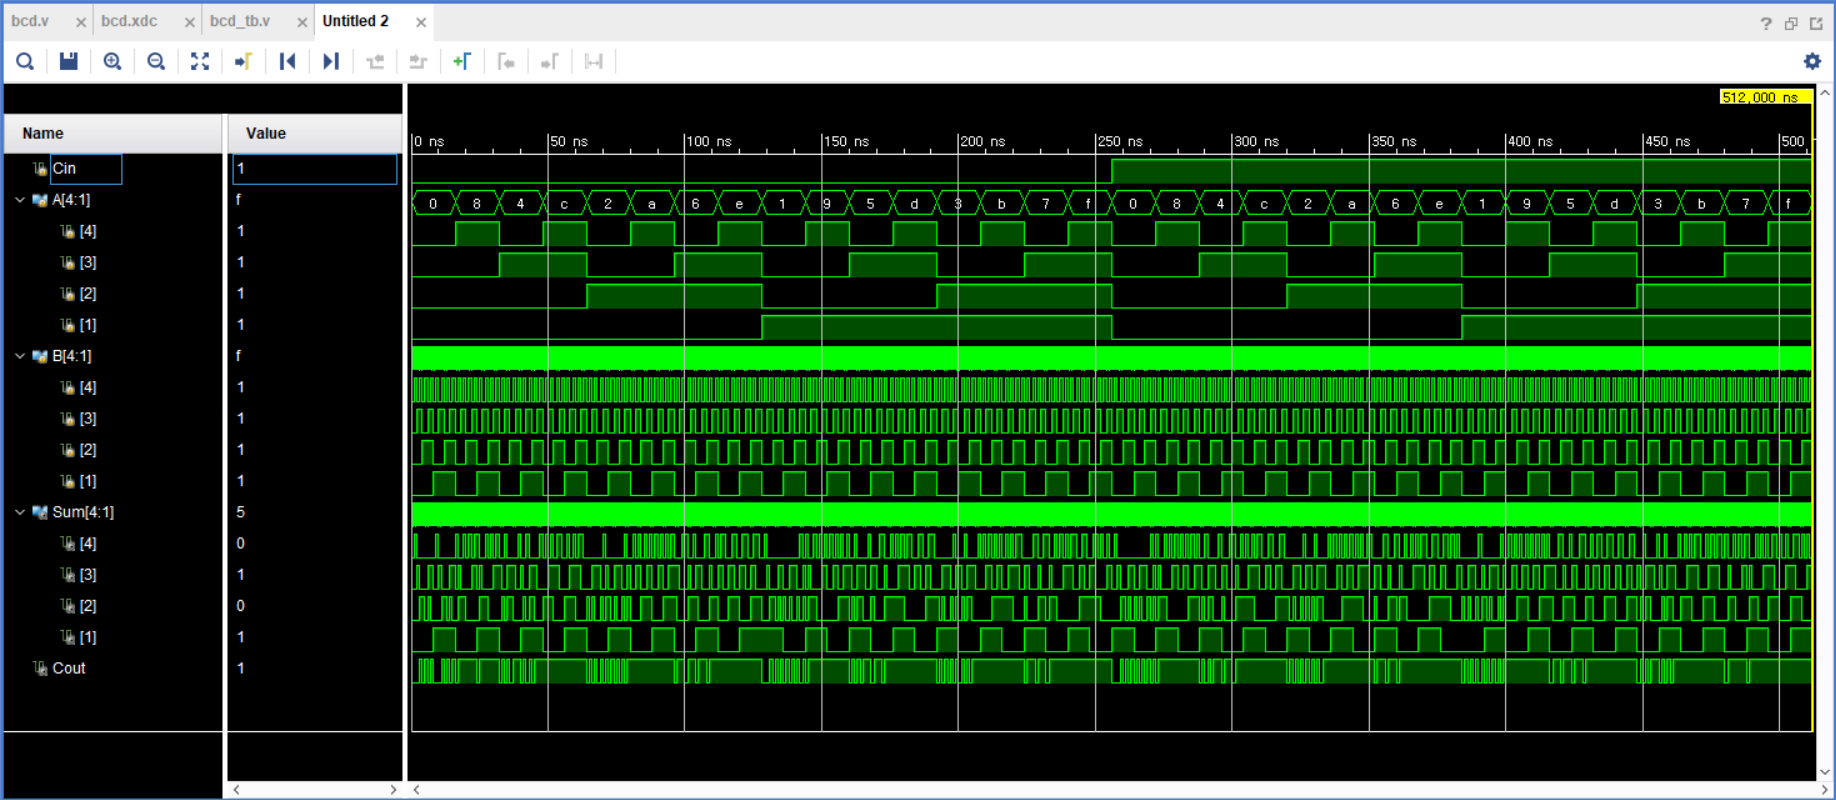 bcd.v × bcd.xdc × bcd_tb.v × Untitled 2 ×
?
512,000 ns
Name Value
0 ns 50 ns 100 ns 150 ns 200 ns 250 ns 300 ns 350 ns 400 ns 450 ns 500
Cin 1
A[4:1] f 0 8 4 c 2 a 6 e 1 9 5 d 3 b 7 f 0 8 4 c 2 a 6 e 1 9 5 d 3 b 7 f
[4] 1
[3] 1
[2] 1
[1] 1
B[4:1] f
[4] 1
[3] 1
[2] 1
[1] 1
Sum[4:1] 5
[4] 0
[3] 1
[2] 0
[1] 1
Cout 1